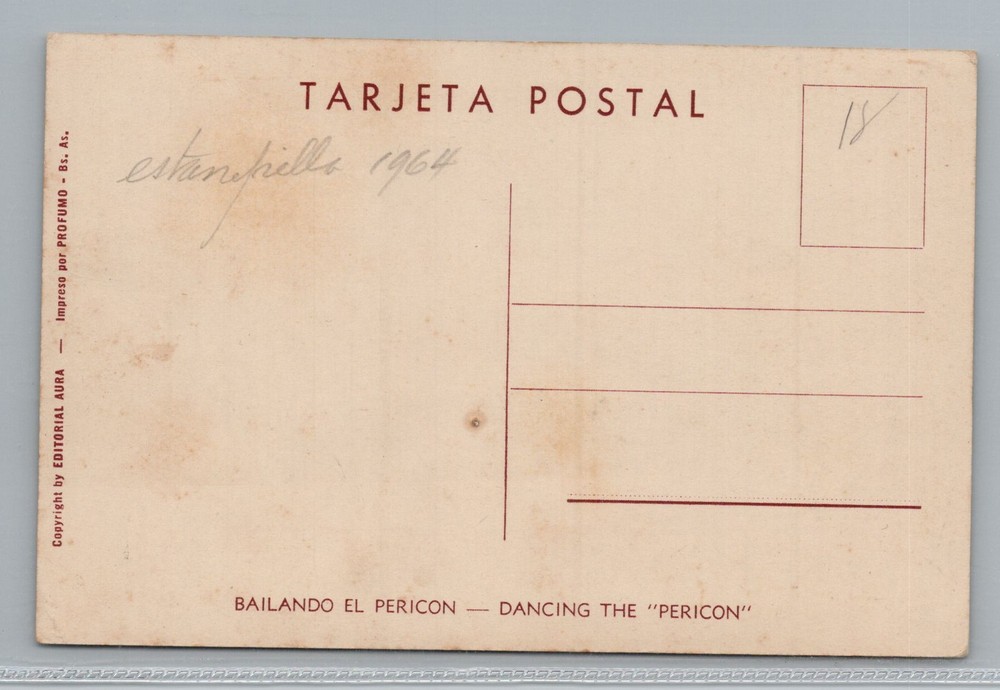 TARJETA POSTAL
18
estampilla 1964
Copyright by EDITORIAL AURA — Impreso por PROFUMO - Bs. As.
BAILANDO EL PERICON — DANCING THE "PERICON"